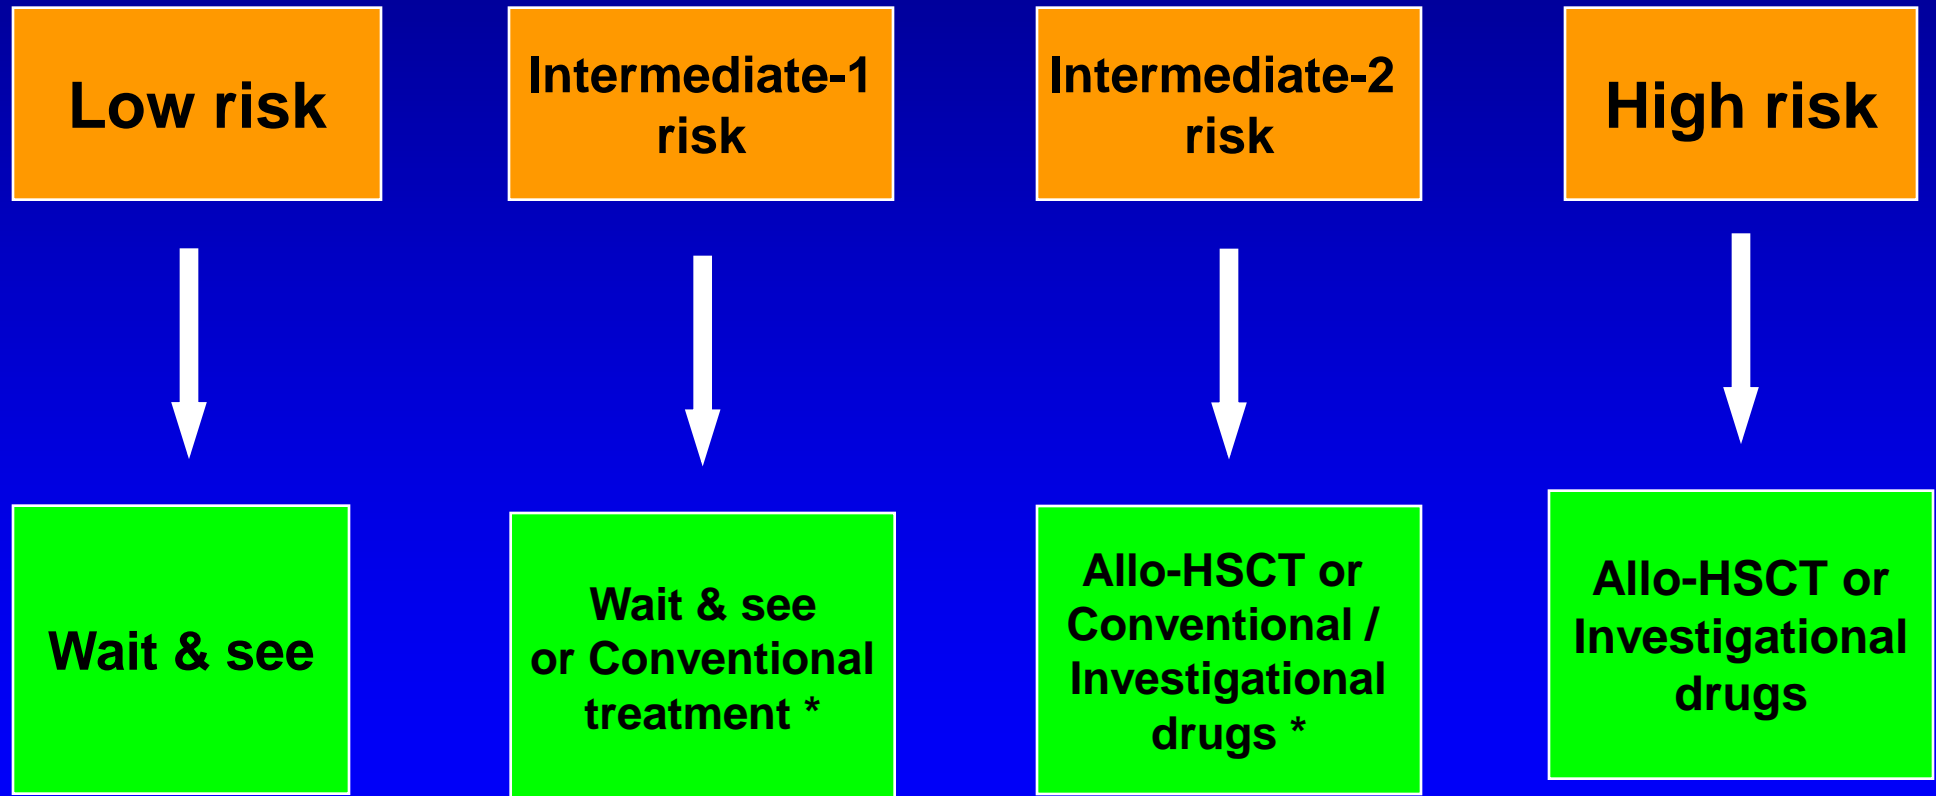 Low risk
Intermediate-1
risk
Intermediate-2
risk
High risk
Wait & see
Wait & see
or Conventional
treatment *
Allo-HSCT or
Conventional /
Investigational
drugs *
Allo-HSCT or
Investigational
drugs